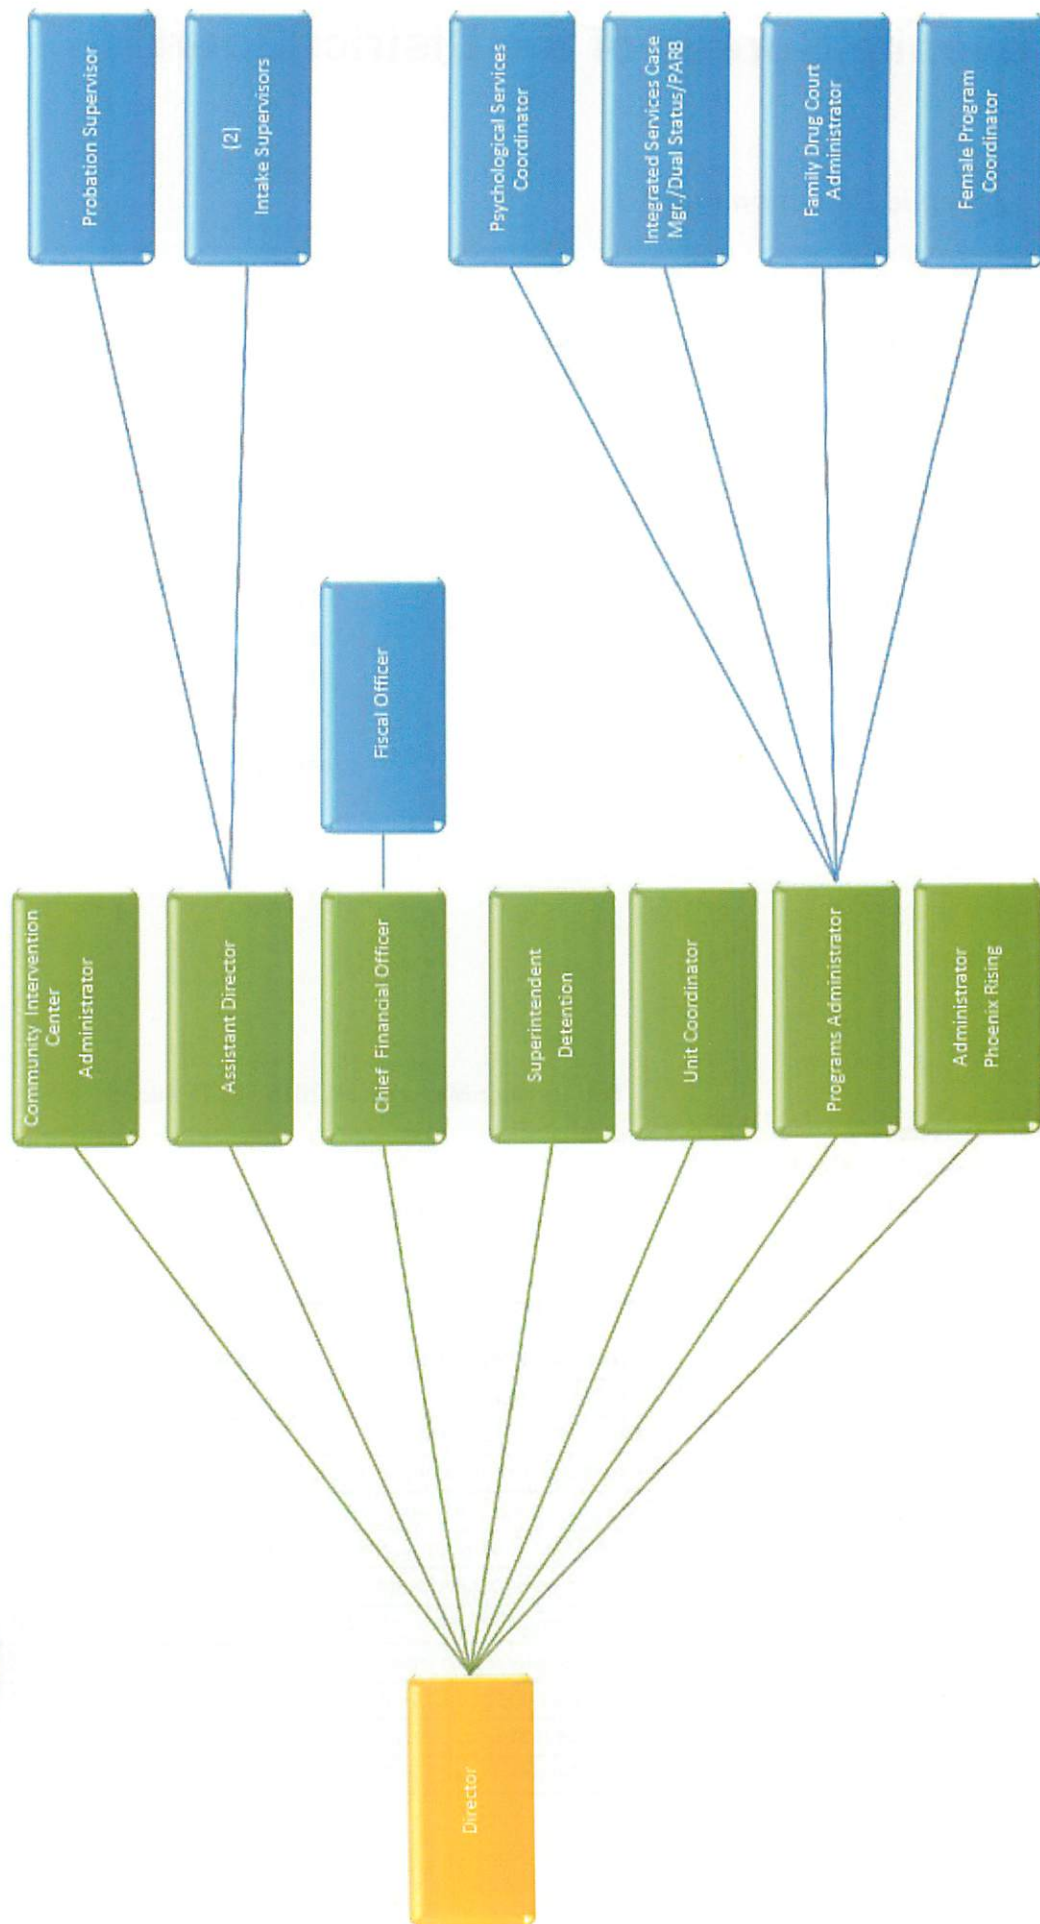 Director
Community Intervention
Center
Administrator
Assistant Director
Chief Financial Officer
Superintendent
Detention
Unit Coordinator
Programs Administrator
Administrator
Phoenix Rising
Probation Supervisor
(2)
Intake Supervisors
Fiscal Officer
Psychological Services
Coordinator
Integrated Services Case
Mgr./Dual Status/PARB
Family Drug Court
Administrator
Female Program
Coordinator